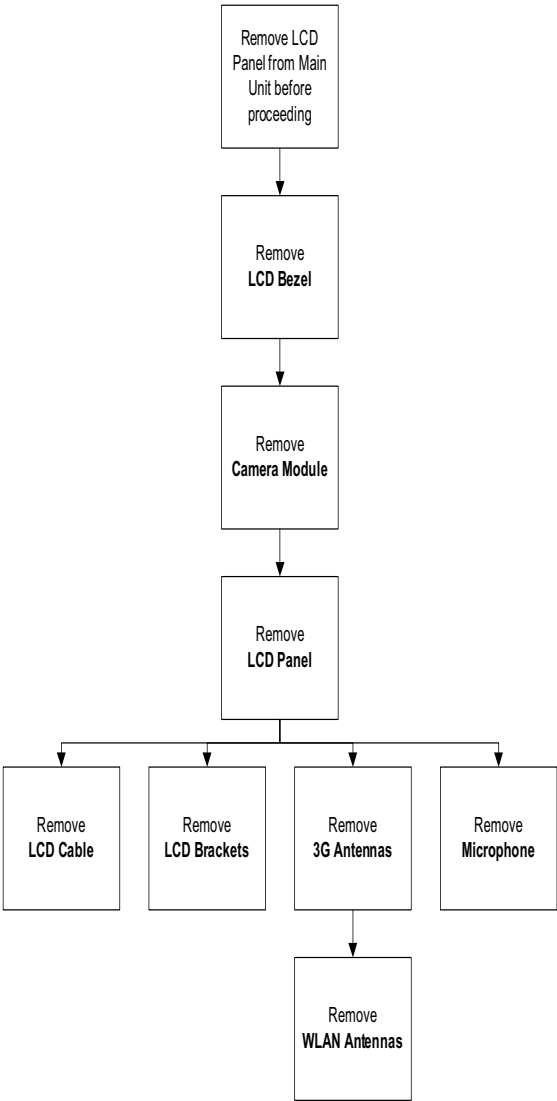 Remove LCD
Panel from Main
Unit before
proceeding
Remove
LCD Bezel
Remove
Camera Module
Remove
LCD Panel
Remove
LCD Cable
Remove
LCD Brackets
Remove
3G Antennas
Remove
Microphone
Remove
WLAN Antennas